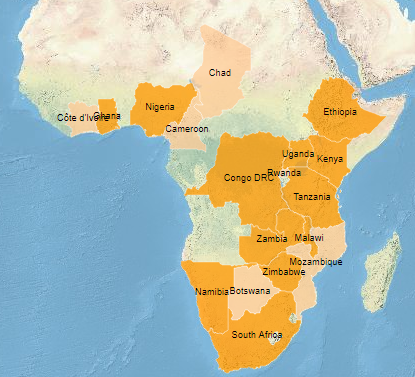 Chad
Nigeria
Côte d'Ivoire
Ghana
Ethiopia
Cameroon
Uganda
Kenya
Rwanda
Congo DRC
Tanzania
Zambia
Malawi
Mozambique
Zimbabwe
Namibia
Botswana
South Africa